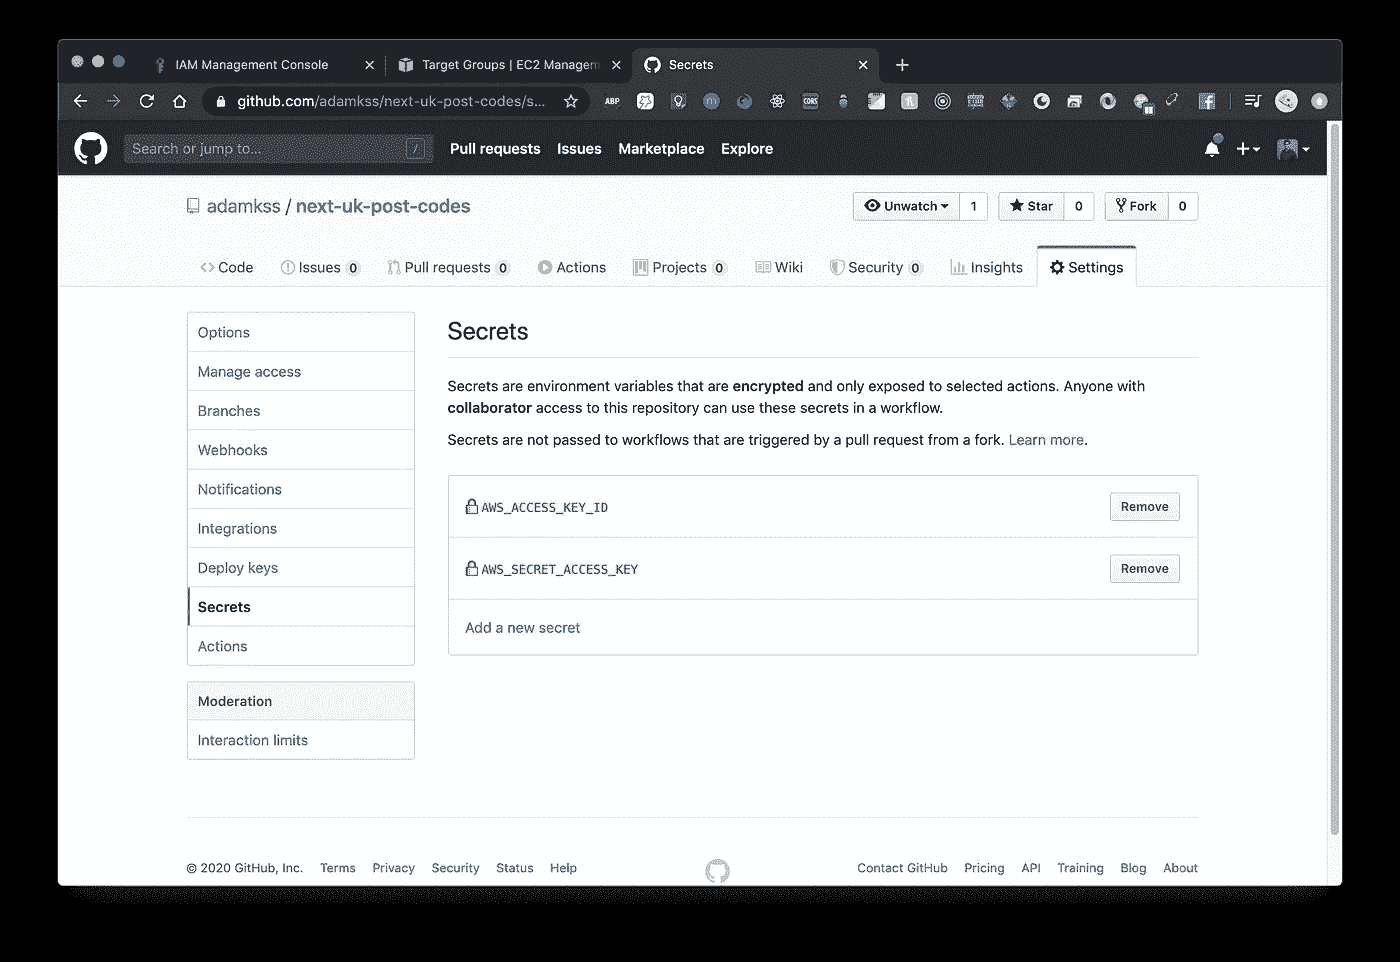 IAM Management Console
Target Groups | EC2 Managem
Secrets
github.com/adamkss/next-uk-post-codes/s...
ABP
CORS
Search or jump to... /
Pull requests Issues Marketplace Explore
adamkss / next-uk-post-codes
Unwatch 1 Star 0 Fork 0
Code Issues 0 Pull requests 0 Actions Projects 0 Wiki Security 0 Insights Settings
Options
Manage access
Branches
Webhooks
Notifications
Integrations
Deploy keys
Secrets
Actions
Moderation
Interaction limits
Secrets
Secrets are environment variables that are encrypted and only exposed to selected actions. Anyone with
collaborator access to this repository can use these secrets in a workflow.
Secrets are not passed to workflows that are triggered by a pull request from a fork. Learn more.
AWS_ACCESS_KEY_ID Remove
AWS_SECRET_ACCESS_KEY Remove
Add a new secret
© 2020 GitHub, Inc. Terms Privacy Security Status Help
Contact GitHub Pricing API Training Blog About